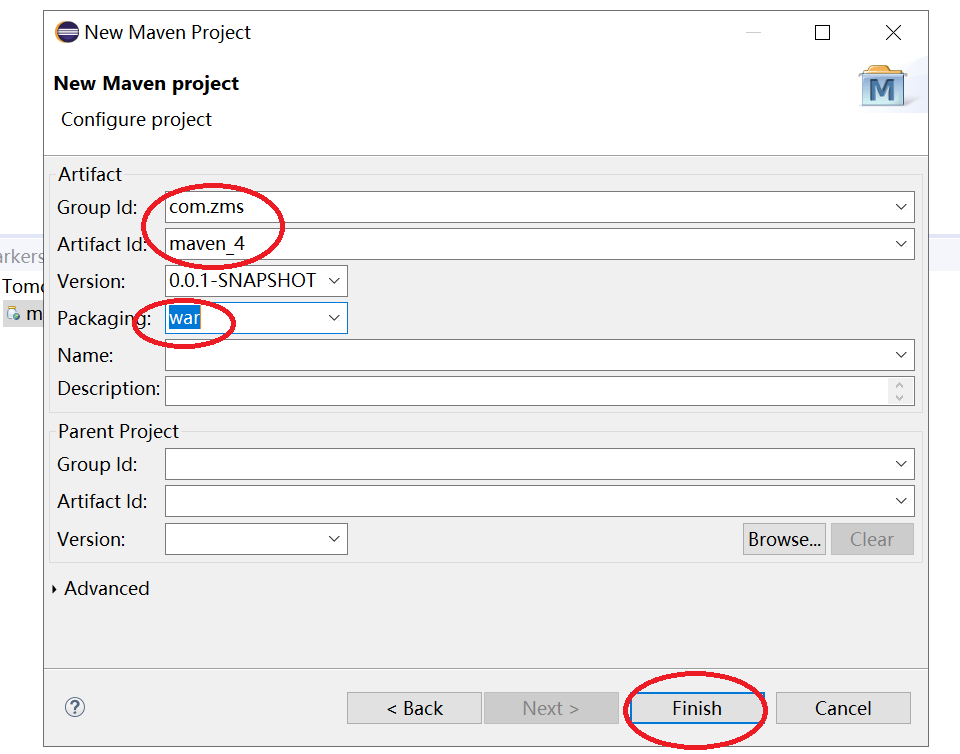 New Maven Project
New Maven project
Configure project
M
Artifact
Group Id: com.zms
Artifact Id: maven_4
Version: 0.0.1-SNAPSHOT
Packaging: war
Name:
Description:
Parent Project
Group Id:
Artifact Id:
Version: Browse... Clear
Advanced
? < Back Next > Finish Cancel